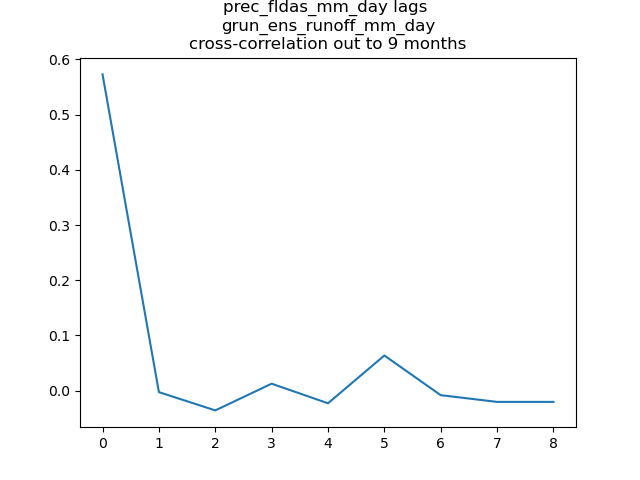 prec_fldas_mm_day lags
grun_ens_runoff_mm_day
cross-correlation out to 9 months
0.6
0.5
0.4
0.3
0.2
0.1
0.0
0 1 2 3 4 5 6 7 8